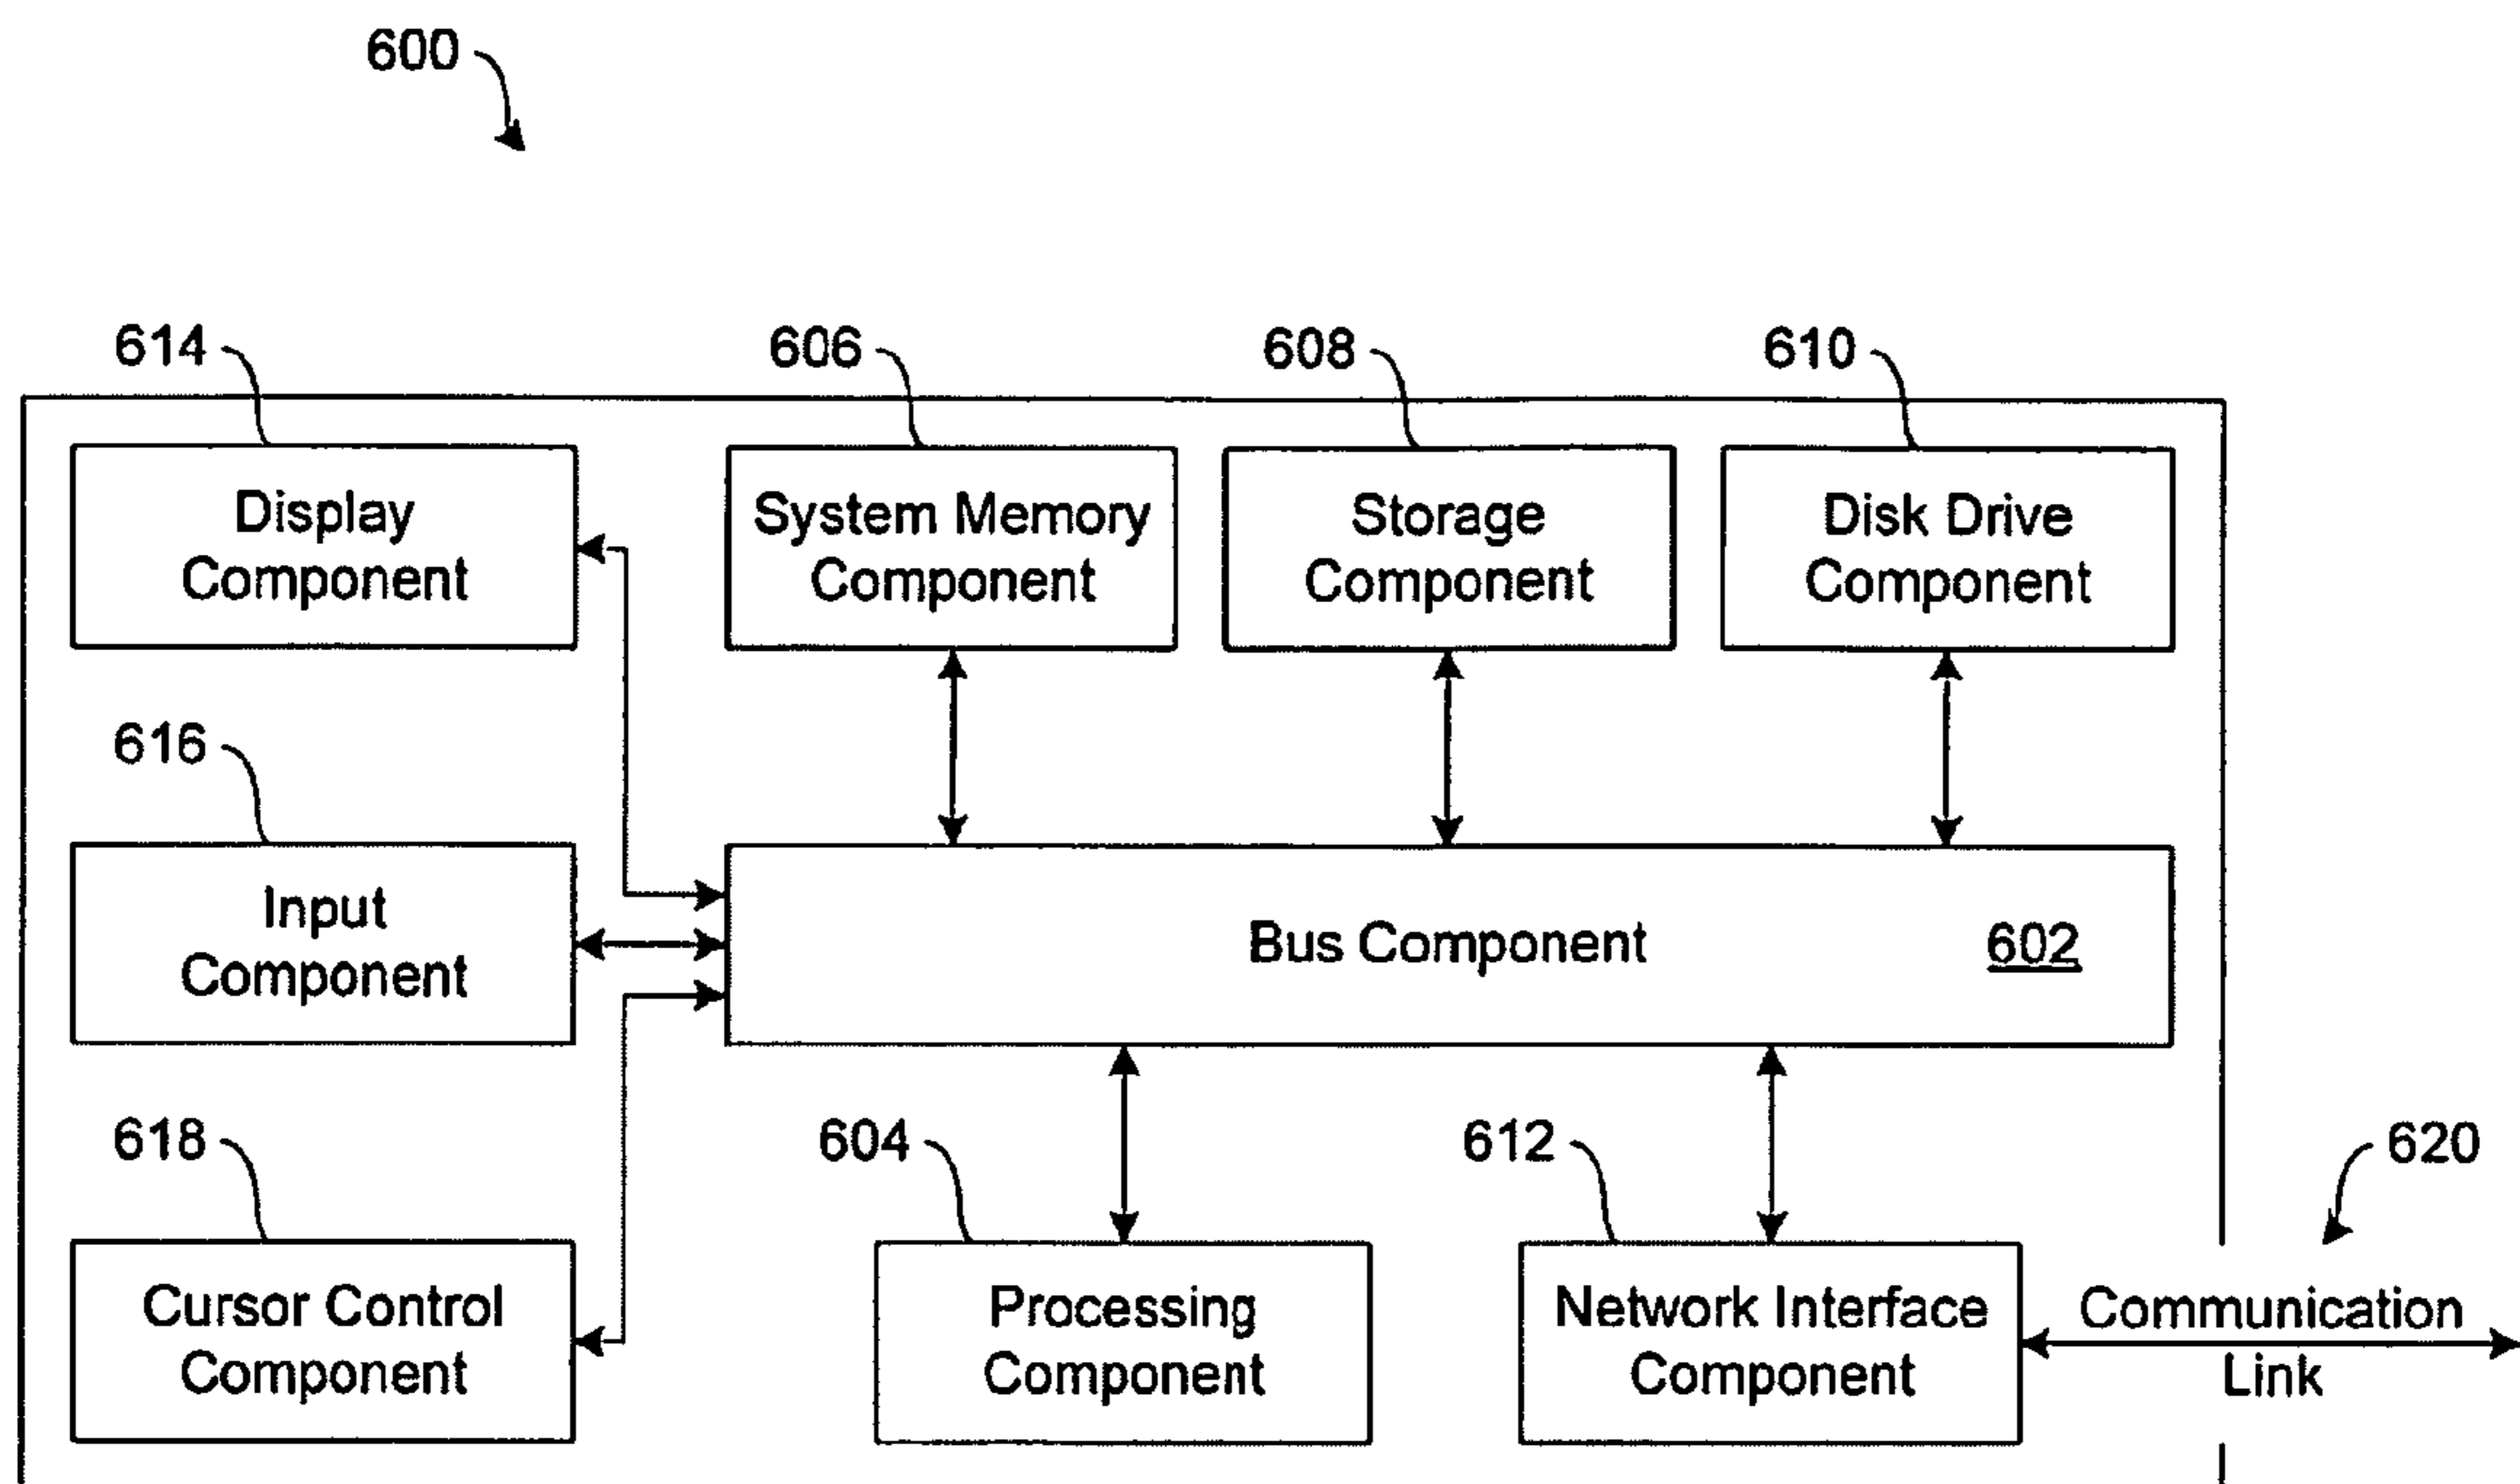 600
614
606
608
610
Display
Component
System Memory
Component
Storage
Component
Disk Drive
Component
616
Input
Component
Bus Component
602
618
604
612
620
Cursor Control
Component
Processing
Component
Network Interface
Component
Communication
Link